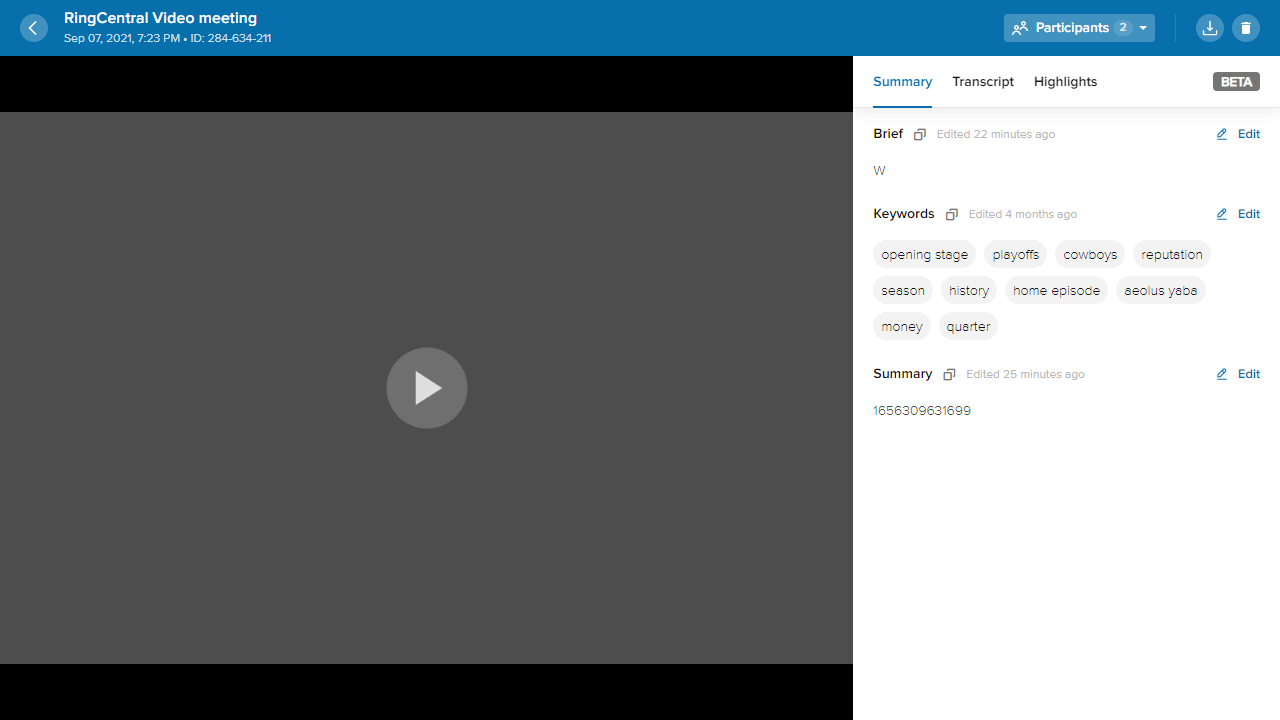 RingCentral Video meeting
Sep 07, 2021, 7:23 PM • ID: 284-634-211
Participants 2
Summary Transcript Highlights BETA
Brief Edited 22 minutes ago Edit
W
Keywords Edited 4 months ago Edit
opening stage playoffs cowboys reputation
season history home episode aeolus yaba
money quarter
Summary Edited 25 minutes ago Edit
1656309631699